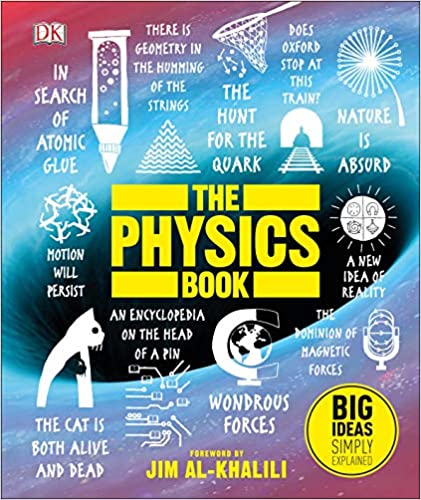 DK
IN
SEARCH
OF
ATOMIC
GLUE
THERE IS
GEOMETRY IN
THE HUMMING
OF THE
STRINGS
DOES
OXFORD
STOP AT
THIS
TRAIN?
THE HUNT
FOR THE
QUARK
NATURE
IS
ABSURD
THE
PHYSICS
BOOK
MOTION
WILL
PERSIST
A NEW
IDEA OF
REALITY
AN ENCYCLOPEDIA
ON THE HEAD
OF A PIN
THE
DOMINION OF
MAGNETIC
FORCES
THE CAT IS
BOTH ALIVE
AND DEAD
WONDROUS
FORCES
BIG
IDEAS
SIMPLY
EXPLAINED
FOREWORD BY
JIM AL-KHALILI